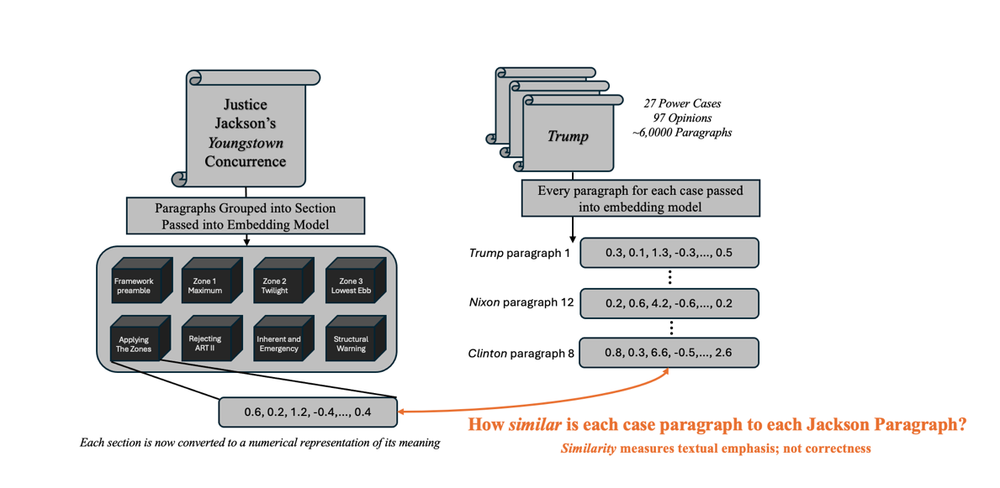 Justice
Jackson's
Youngstown
Concurrence
Paragraphs Grouped into Section
Passed into Embedding Model
Framework
preamble
Zone 1
Maximum
Zone 2
Twilight
Zone 3
Lowest Ebb
Applying
The Zones
Rejecting
ART II
Inherent and
Emergency
Structural
Warning
0.6, 0.2, 1.2, -0.4,..., 0.4
Each section is now converted to a numerical representation of its meaning
Trump
27 Power Cases
97 Opinions
~6,0000 Paragraphs
Every paragraph for each case passed
into embedding model
Trump paragraph 1
0.3, 0.1, 1.3, -0.3,..., 0.5
Nixon paragraph 12
0.2, 0.6, 4.2, -0.6,..., 0.2
Clinton paragraph 8
0.8, 0.3, 6.6, -0.5,..., 2.6
How similar is each case paragraph to each Jackson Paragraph?
Similarity measures textual emphasis; not correctness